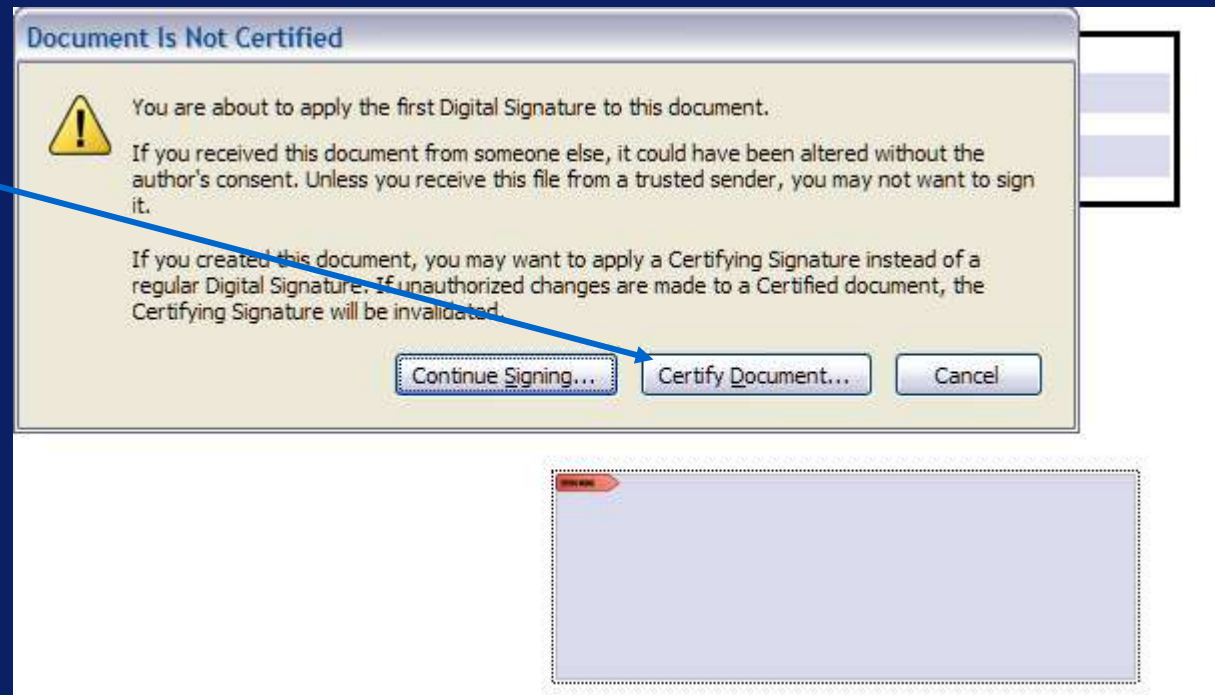 Document Is Not Certified
You are about to apply the first Digital Signature to this document.
If you received this document from someone else, it could have been altered without the
author's consent. Unless you receive this file from a trusted sender, you may not want to sign
it.
If you created this document, you may want to apply a Certifying Signature instead of a
regular Digital Signature. If unauthorized changes are made to a Certified document, the
Certifying Signature will be invalidated.
Continue Signing...
Certify Document...
Cancel